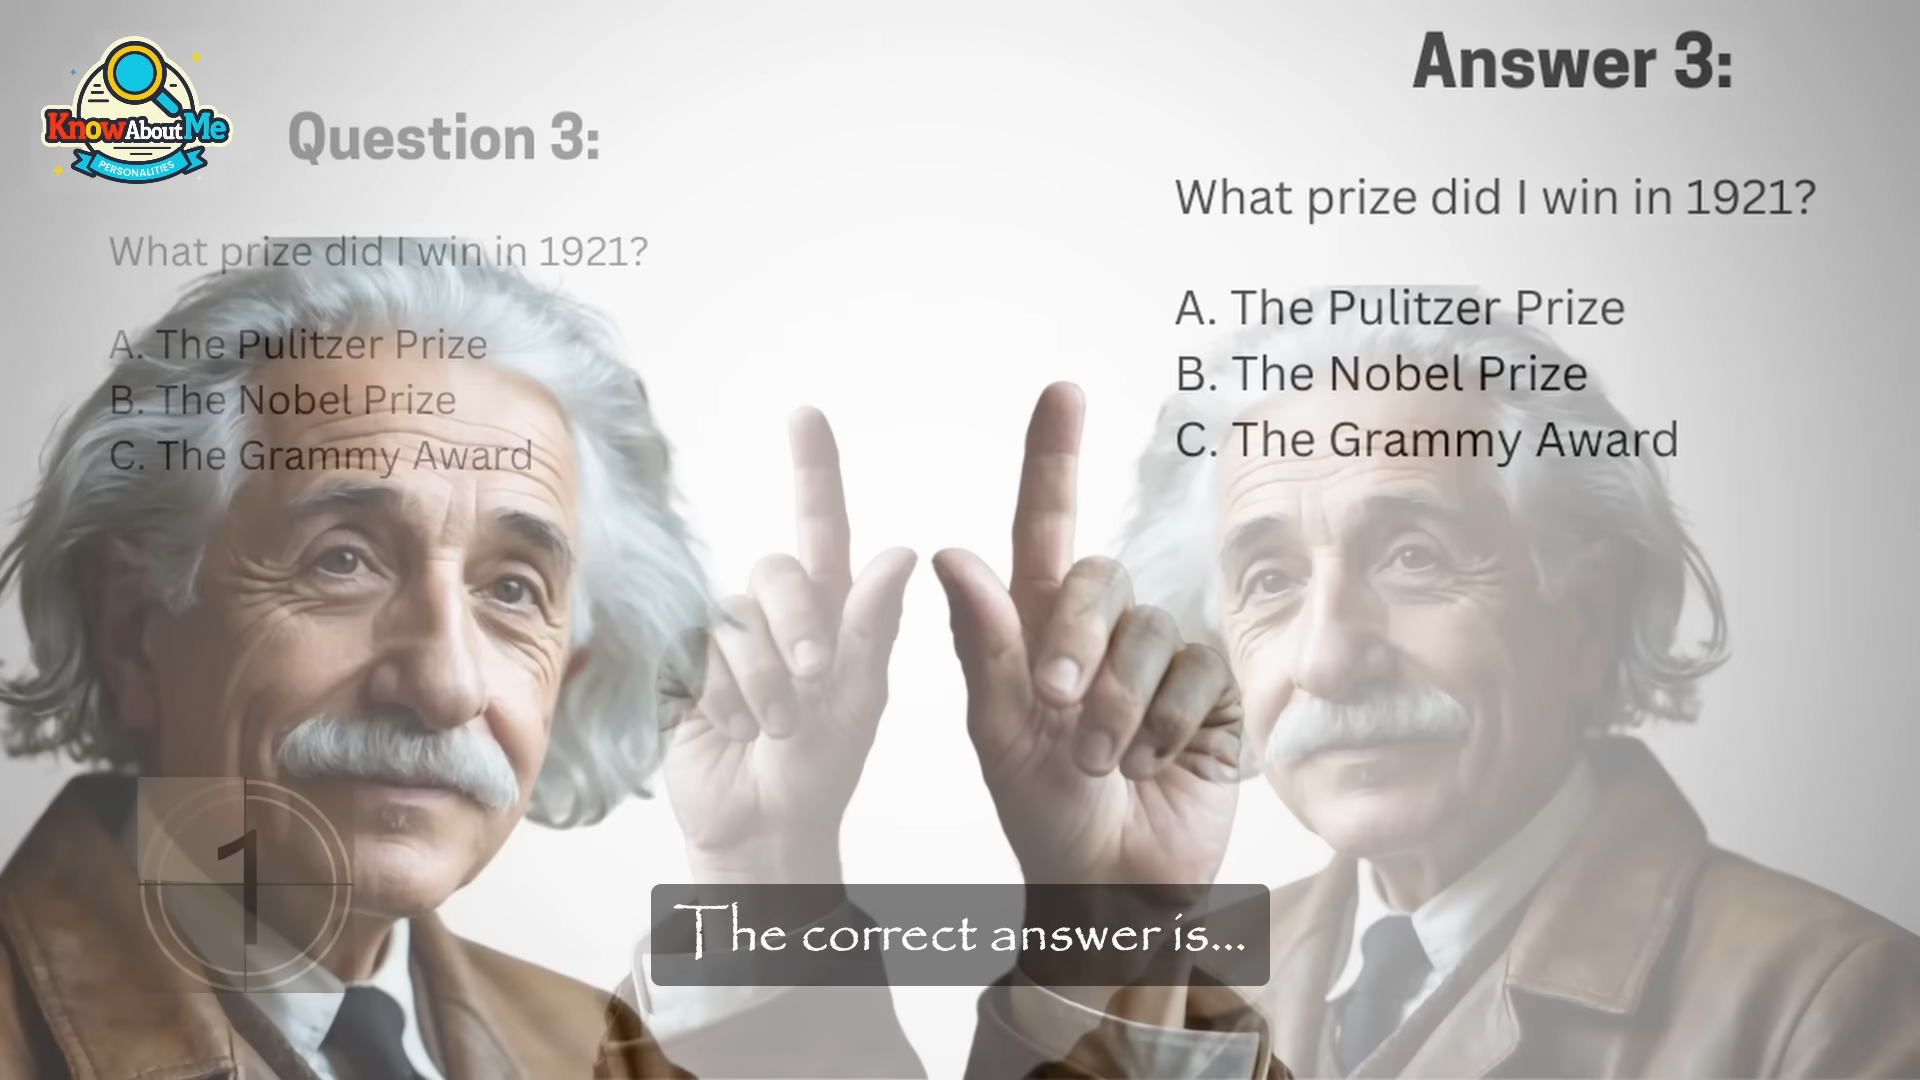 KnowAboutMe
PERSONALITIES
Question 3:
What prize did I win in 1921?
A. The Pulitzer Prize
B. The Nobel Prize
C. The Grammy Award
1
Answer 3:
What prize did I win in 1921?
A. The Pulitzer Prize
B. The Nobel Prize
C. The Grammy Award
The correct answer is...